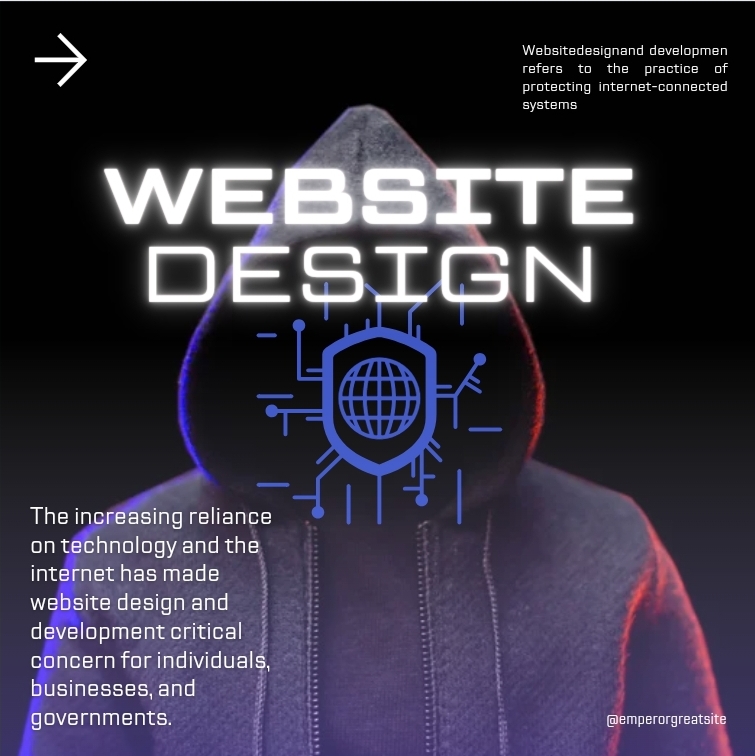 Websitedesignand developmen
refers to the practice of
protecting internet-connected
systems
WEBSITE
DESIGN
The increasing reliance
on technology and the
internet has made
website design and
development critical
concern for individuals,
businesses, and
governments.
@emperorgreatsite